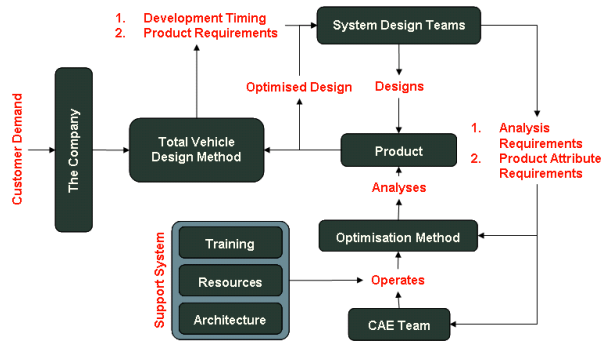 1. Development Timing
2. Product Requirements
System Design Teams
Optimised Design
Designs
Customer Demand
The Company
Total Vehicle
Design Method
Product
1. Analysis
Requirements
2. Product Attribute
Requirements
Analyses
Support System
Training
Resources
Architecture
Optimisation Method
Operates
CAE Team